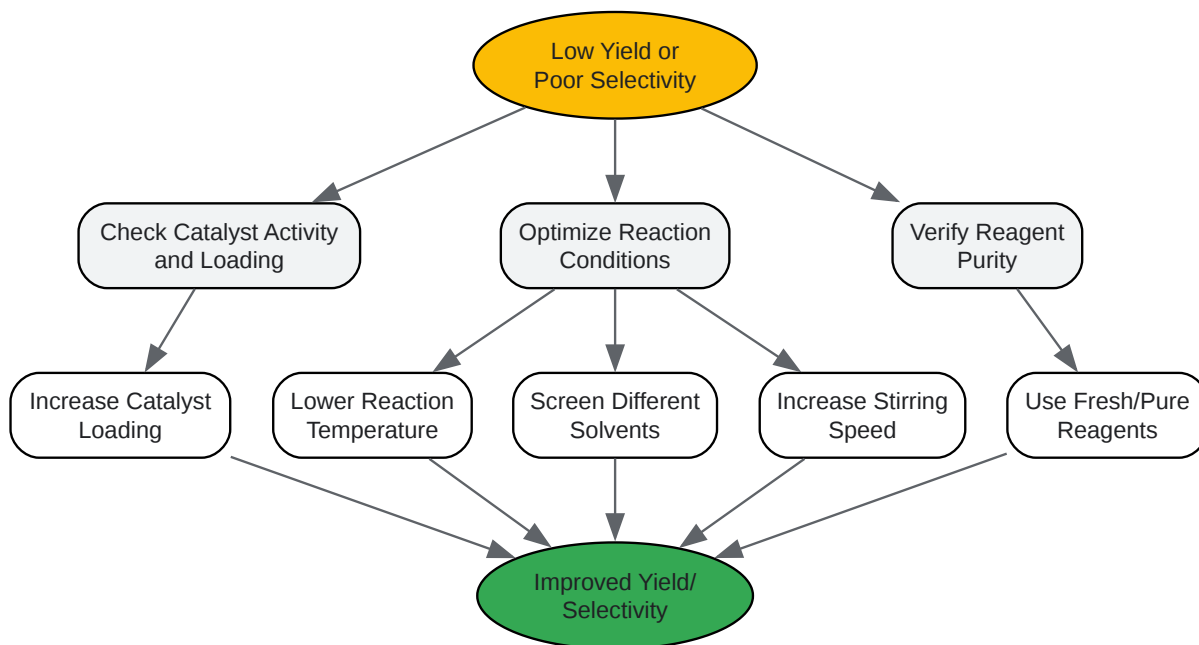 Low Yield or
Poor Selectivity
Check Catalyst Activity
and Loading
Optimize Reaction
Conditions
Verify Reagent
Purity
Increase Catalyst
Loading
Lower Reaction
Temperature
Screen Different
Solvents
Increase Stirring
Speed
Use Fresh/Pure
Reagents
Improved Yield/
Selectivity